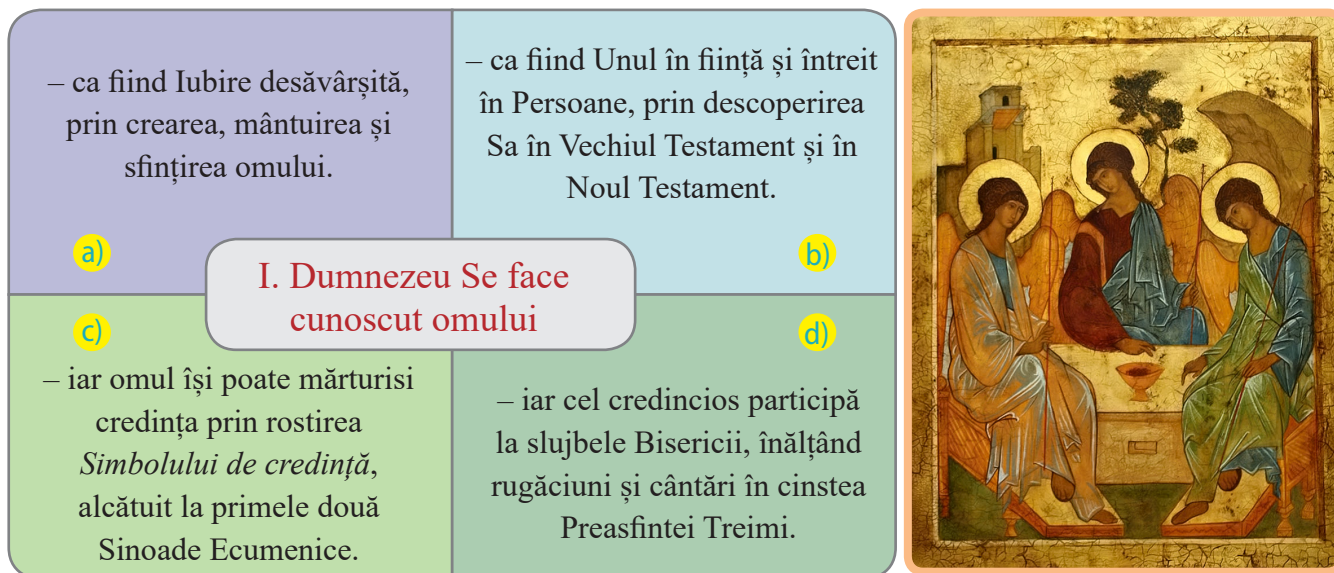 – ca fiind Iubire desăvârșită,
prin crearea, mântuirea și
sfințirea omului.
a)
– ca fiind Unul în ființă și întreit
în Persoane, prin descoperirea
Sa în Vechiul Testament și în
Noul Testament.
b)
I. Dumnezeu Se face
cunoscut omului
c)
– iar omul își poate mărturisi
credința prin rostirea
Simbolului de credință,
alcătuit la primele două
Sinoade Ecumenice.
d)
– iar cel credincios participă
la slujbele Bisericii, înălțând
rugăciuni și cântări în cinstea
Preasfintei Treimi.